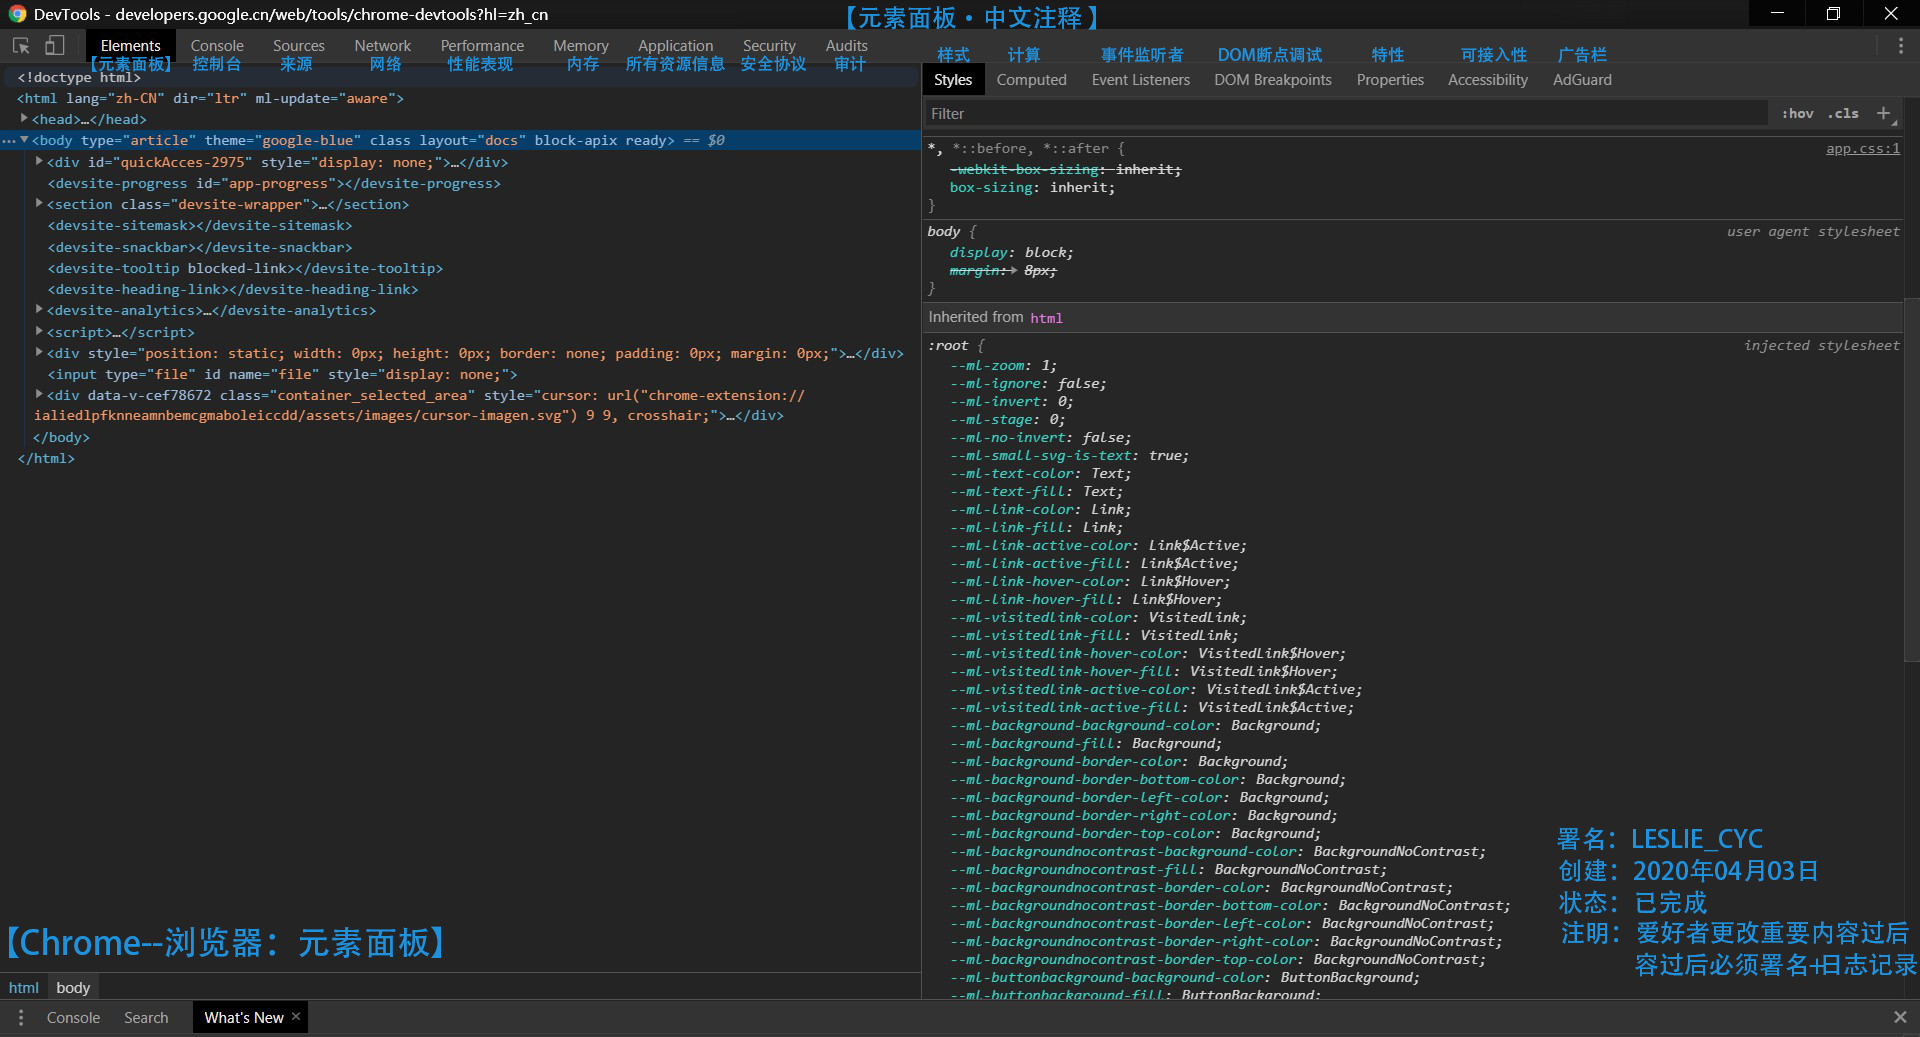 DevTools - developers.google.cn/web/tools/chrome-devtools?hl=zh_cn
【元素面板·中文注释】
Elements Console Sources Network Performance Memory Application Security Audits
【元素面板】 控制台 来源 网络 性能表现 内存 所有资源信息 安全协议 审计
样式 计算 事件监听者 DOM断点调试 特性 可接入性 广告栏
Styles Computed Event Listeners DOM Breakpoints Properties Accessibility AdGuard
<!doctype html>
<html lang="zh-CN" dir="ltr" ml-update="aware">
<head>…</head>
<body type="article" theme="google-blue" class layout="docs" block-apix ready> == $0
<div id="quickAcces-2975" style="display: none;">…</div>
<devsite-progress id="app-progress"></devsite-progress>
<section class="devsite-wrapper">…</section>
<devsite-sitemask></devsite-sitemask>
<devsite-snackbar></devsite-snackbar>
<devsite-tooltip blocked-link></devsite-tooltip>
<devsite-heading-link></devsite-heading-link>
<devsite-analytics>…</devsite-analytics>
<script>…</script>
<div style="position: static; width: 0px; height: 0px; border: none; padding: 0px; margin: 0px;">…</div>
<input type="file" id name="file" style="display: none;">
<div data-v-cef78672 class="container_selected_area" style="cursor: url("chrome-extension://
ialiedlpfknneamnbemcgmaboleiccdd/assets/images/cursor-imagen.svg") 9 9, crosshair;">…</div>
</body>
</html>
【Chrome--浏览器：元素面板】
html body
Filter :hov .cls +
*, *::before, *::after { app.css:1
-webkit-box-sizing: inherit;
box-sizing: inherit;
}
body { user agent stylesheet
display: block;
margin: 8px;
}
Inherited from html
:root { injected stylesheet
--ml-zoom: 1;
--ml-ignore: false;
--ml-invert: 0;
--ml-stage: 0;
--ml-no-invert: false;
--ml-small-svg-is-text: true;
--ml-text-color: Text;
--ml-text-fill: Text;
--ml-link-color: Link;
--ml-link-fill: Link;
--ml-link-active-color: Link$Active;
--ml-link-active-fill: Link$Active;
--ml-link-hover-color: Link$Hover;
--ml-link-hover-fill: Link$Hover;
--ml-visitedlink-color: VisitedLink;
--ml-visitedlink-fill: VisitedLink;
--ml-visitedlink-hover-color: VisitedLink$Hover;
--ml-visitedlink-hover-fill: VisitedLink$Hover;
--ml-visitedlink-active-color: VisitedLink$Active;
--ml-visitedlink-active-fill: VisitedLink$Active;
--ml-background-background-color: Background;
--ml-background-fill: Background;
--ml-background-border-color: Background;
--ml-background-border-bottom-color: Background;
--ml-background-border-left-color: Background;
--ml-background-border-right-color: Background;
--ml-background-border-top-color: Background;
--ml-backgroundnocontrast-background-color: BackgroundNoContrast;
--ml-backgroundnocontrast-fill: BackgroundNoContrast;
--ml-backgroundnocontrast-border-color: BackgroundNoContrast;
--ml-backgroundnocontrast-border-bottom-color: BackgroundNoContrast;
--ml-backgroundnocontrast-border-left-color: BackgroundNoContrast;
--ml-backgroundnocontrast-border-right-color: BackgroundNoContrast;
--ml-backgroundnocontrast-border-top-color: BackgroundNoContrast;
--ml-buttonbackground-background-color: ButtonBackground;
--ml-buttonbackground-fill: ButtonBackground;
署名：LESLIE_CYC
创建：2020年04月03日
状态：已完成
注明：爱好者更改重要内容过后
容过后必须署名+日志记录
Console Search What's New